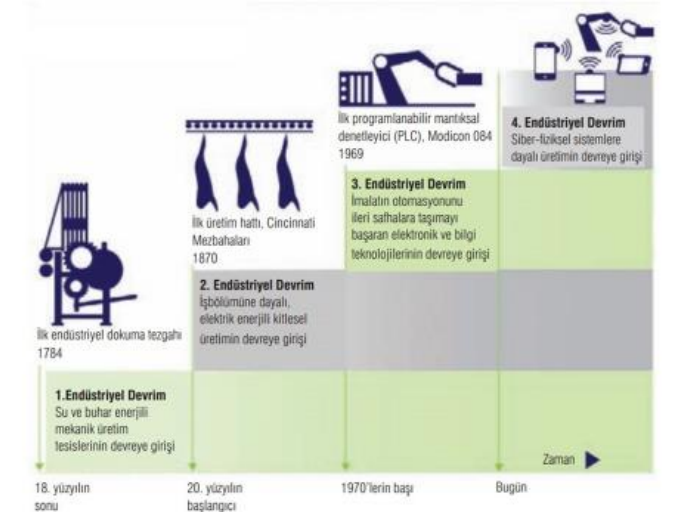 İlk endüstriyel dokuma tezgahı
1784
1.Endüstriyel Devrim
Su ve buhar enerjili
mekanik üretim
tesislerinin devreye girişi
18. yüzyılın
sonu
İlk üretim hattı, Cincinnati
Mezbahaları
1870
2. Endüstriyel Devrim
İşbölümüne dayalı,
elektrik enerjili kitlesel
üretimin devreye girişi
20. yüzyılın
başlangıcı
İlk programlanabilir mantıksal
denetleyici (PLC), Modicon 084
1969
3. Endüstriyel Devrim
İmalatın otomasyonunu
ileri safhalara taşımayı
başaran elektronik ve bilgi
teknolojilerinin devreye girişi
1970'lerin başı
4. Endüstriyel Devrim
Siber-fiziksel sistemlere
dayalı üretimin devreye girişi
Zaman
Bugün